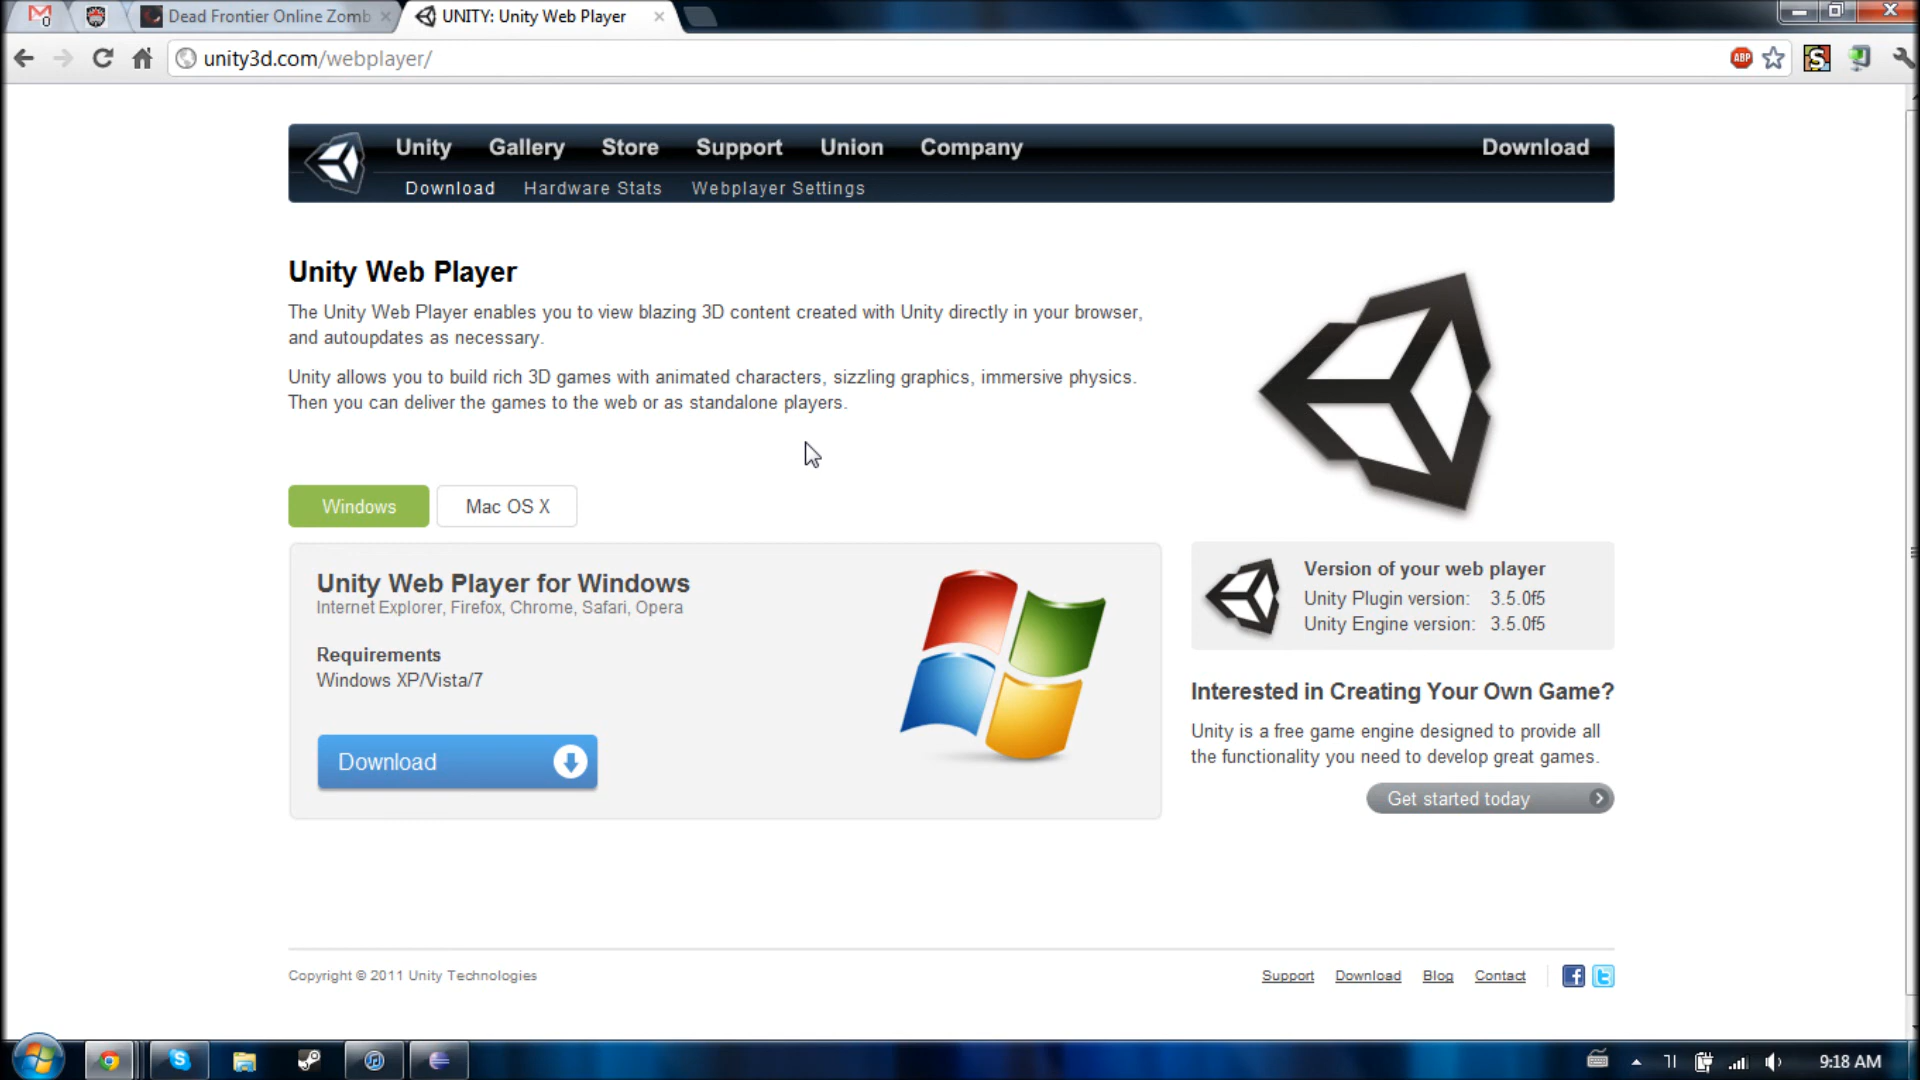 Dead Frontier Online Zomb
UNITY: Unity Web Player
unity3d.com/webplayer/
ABP
Unity Gallery Store Support Union Company Download
Download Hardware Stats Webplayer Settings
Unity Web Player
The Unity Web Player enables you to view blazing 3D content created with Unity directly in your browser,
and autoupdates as necessary.
Unity allows you to build rich 3D games with animated characters, sizzling graphics, immersive physics.
Then you can deliver the games to the web or as standalone players.
Windows Mac OS X
Unity Web Player for Windows
Internet Explorer, Firefox, Chrome, Safari, Opera
Requirements
Windows XP/Vista/7
Download
Version of your web player
Unity Plugin version: 3.5.0f5
Unity Engine version: 3.5.0f5
Interested in Creating Your Own Game?
Unity is a free game engine designed to provide all
the functionality you need to develop great games.
Get started today
Copyright © 2011 Unity Technologies
Support Download Blog Contact
9:18 AM